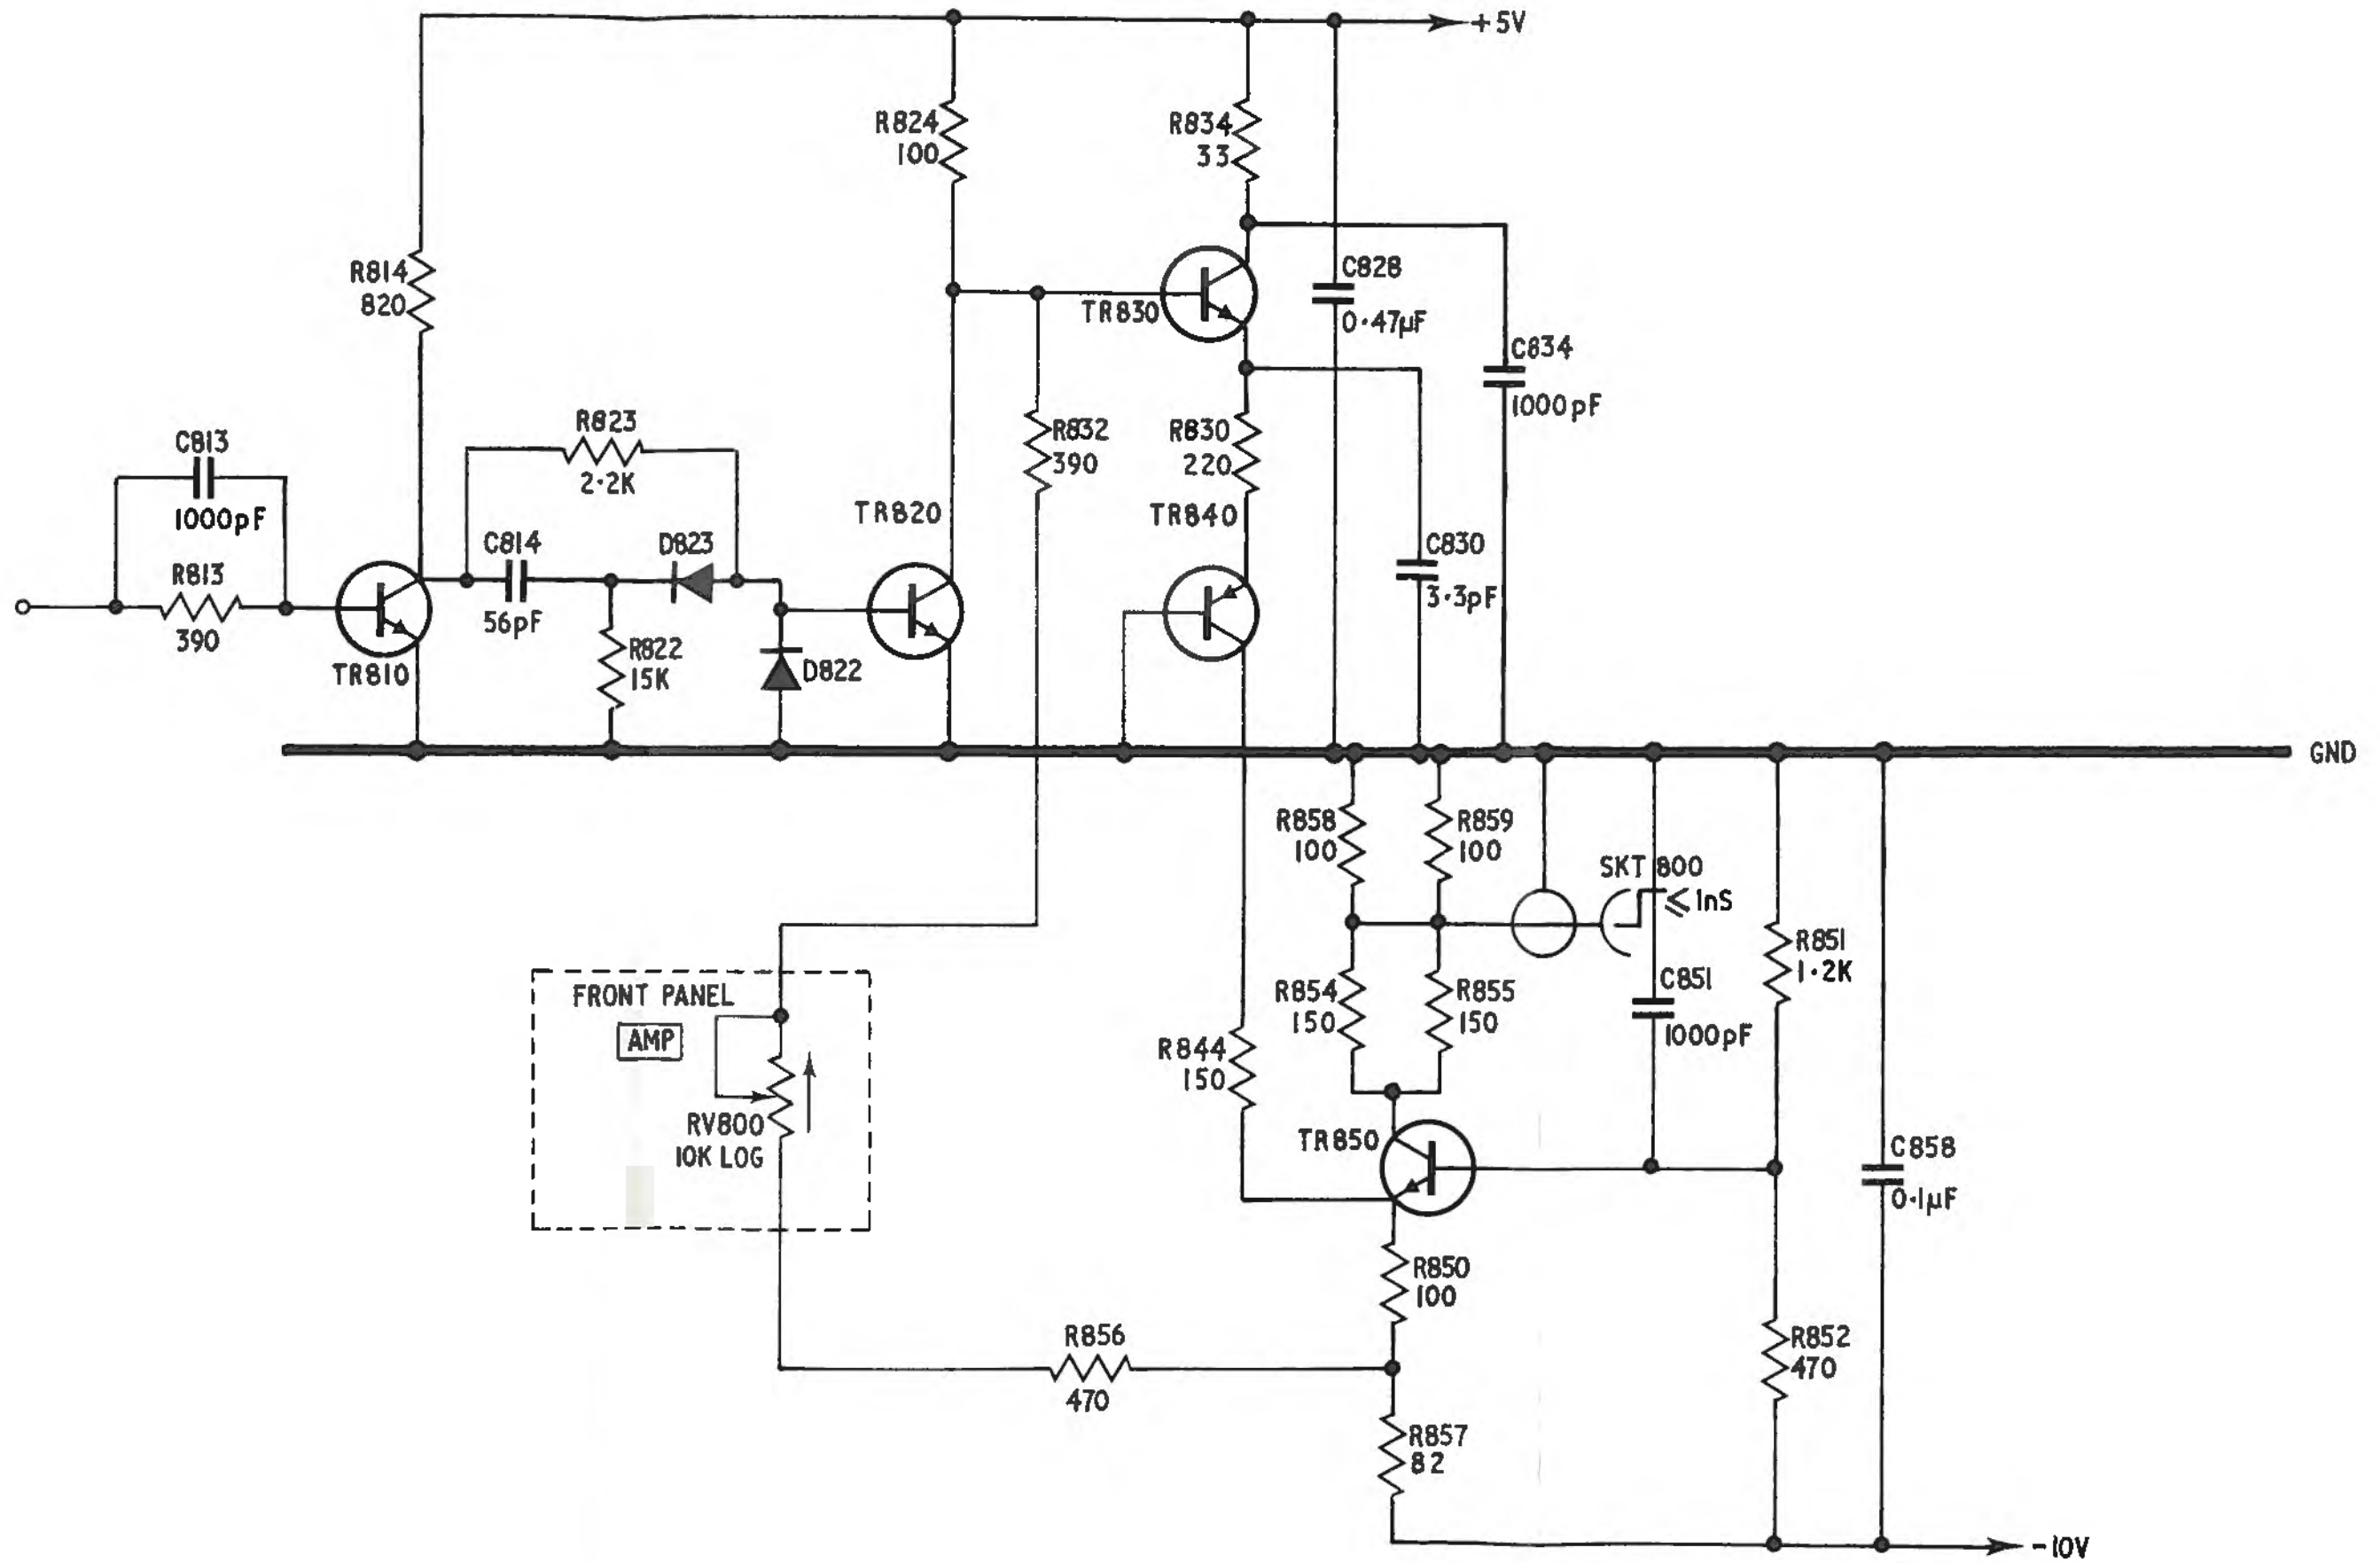 +5V
R824
100
R834
33
R814
820
TR830
C828
0·47µF
C834
1000pF
C813
1000pF
R823
2·2K
R832
390
R830
220
TR820
TR840
R813
390
C814
56pF
D823
C830
3·3pF
TR810
R822
15K
D822
GND
R858
100
R859
100
SKT 800
≤ 1nS
R851
1·2K
FRONT PANEL
AMP
RV800
10K LOG
R854
150
R855
150
C851
1000pF
R844
150
TR850
C858
0·1µF
R850
100
R856
470
R852
470
R857
82
-10V